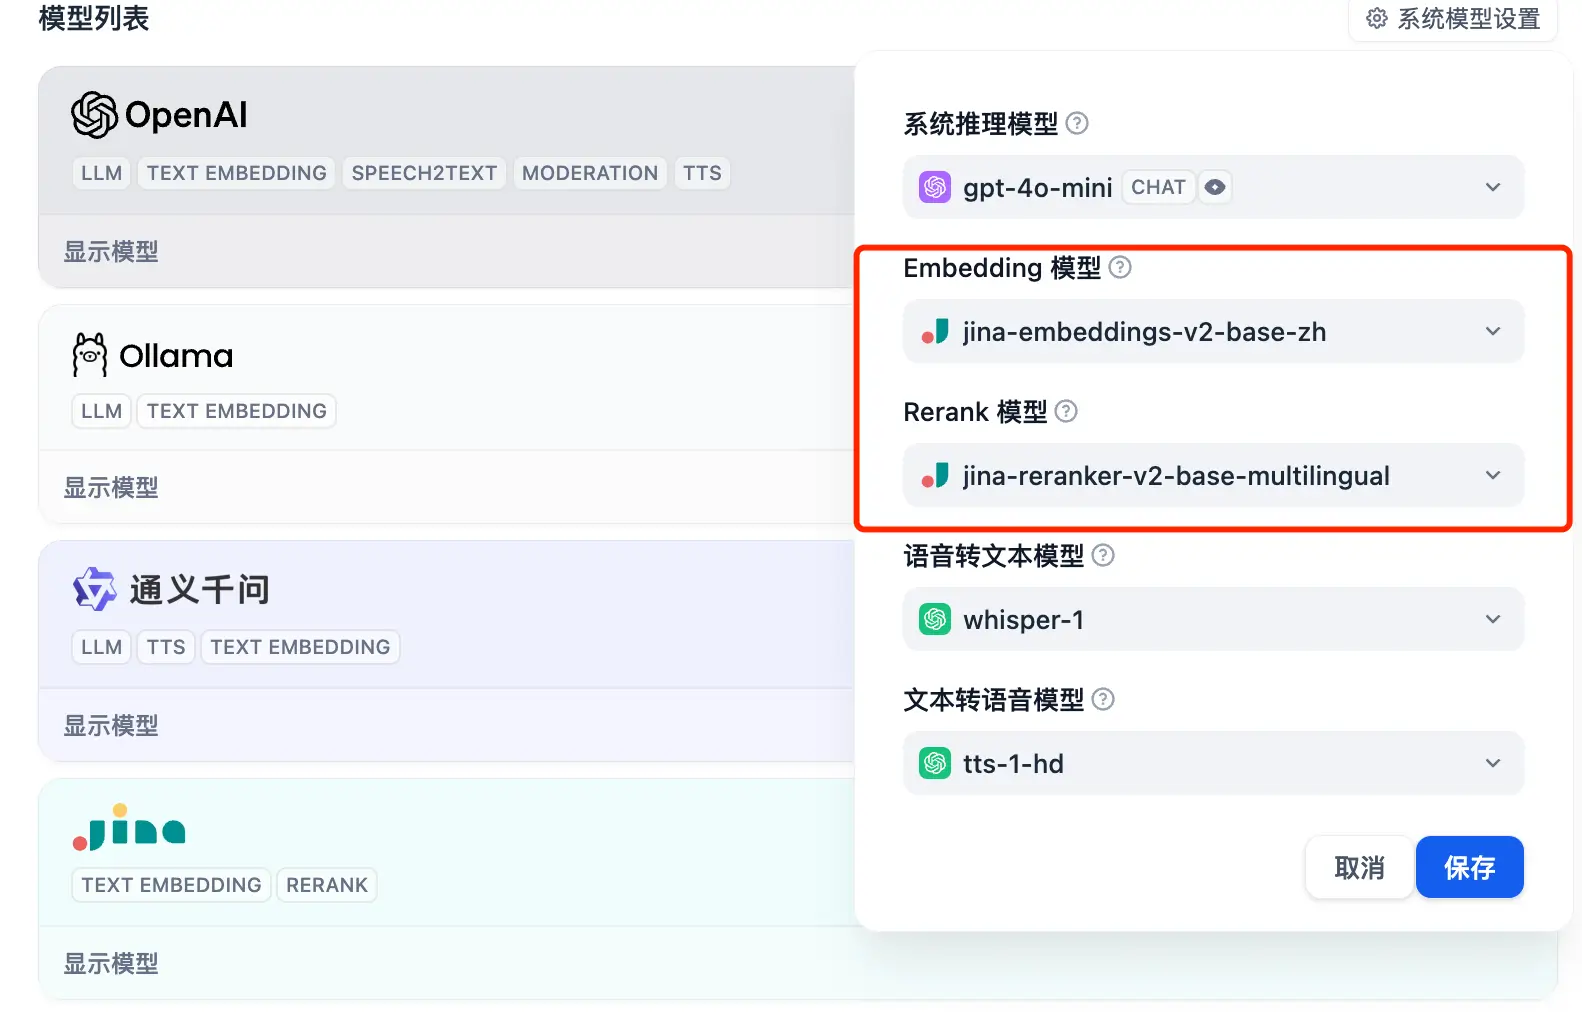 模型列表
系统模型设置
OpenAI
LLM TEXT EMBEDDING SPEECH2TEXT MODERATION TTS
显示模型
Ollama
LLM TEXT EMBEDDING
显示模型
通义千问
LLM TTS TEXT EMBEDDING
显示模型
Jina
TEXT EMBEDDING RERANK
显示模型
系统推理模型
gpt-4o-mini CHAT
Embedding 模型
jina-embeddings-v2-base-zh
Rerank 模型
jina-reranker-v2-base-multilingual
语音转文本模型
whisper-1
文本转语音模型
tts-1-hd
取消 保存